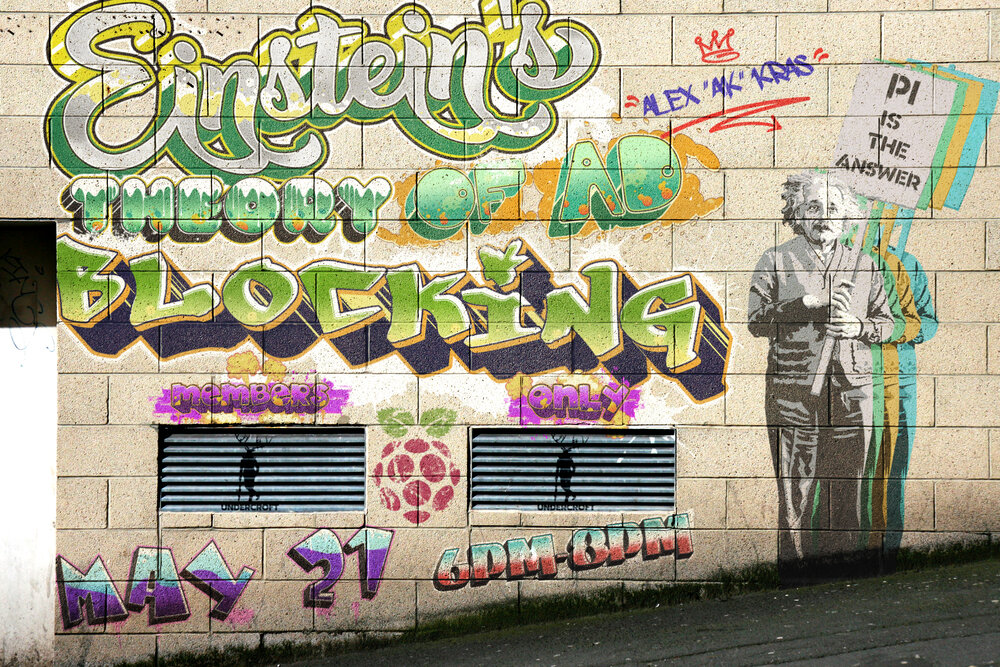 Einstein's
ALEX "AK" KRAS
THEORY OF AD
BLOCKING
PI
IS
THE
ANSWER
MEMBERS ONLY
UNDERCROFT UNDERCROFT
MAY 21 6PM-8PM